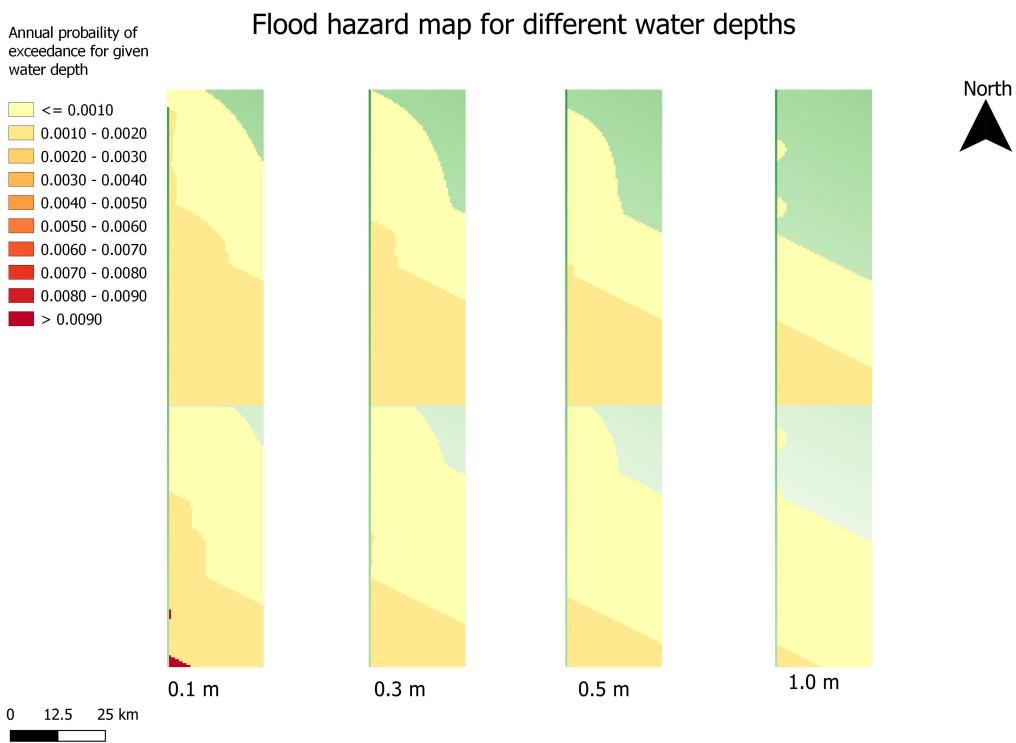 Flood hazard map for different water depths
Annual probaility of
exceedance for given
water depth
<= 0.0010
0.0010 - 0.0020
0.0020 - 0.0030
0.0030 - 0.0040
0.0040 - 0.0050
0.0050 - 0.0060
0.0060 - 0.0070
0.0070 - 0.0080
0.0080 - 0.0090
> 0.0090
North
0.1 m
0.3 m
0.5 m
1.0 m
0 12.5 25 km